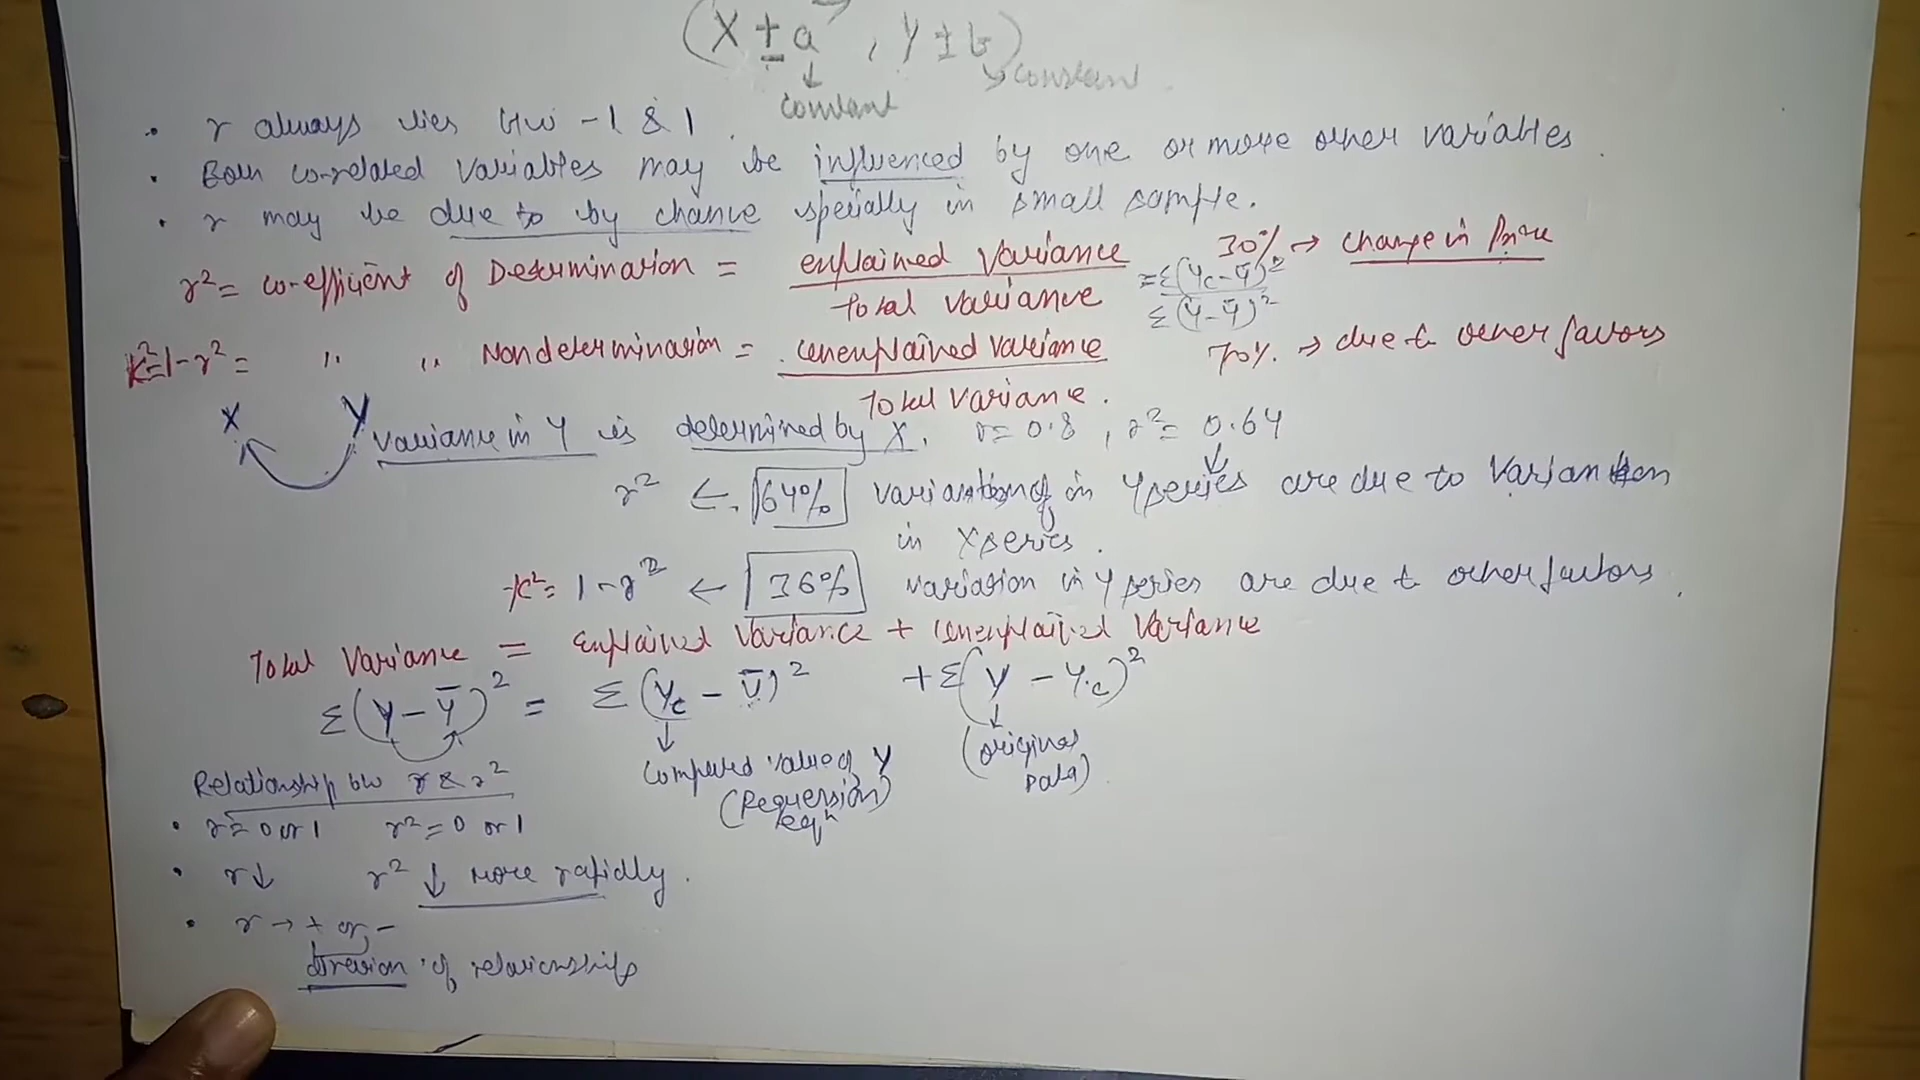 (X ± a , Y ± b)
constant
constant
• r always lies btw -1 & 1.
• Both co-related variables may be influenced by one or more other variables.
• r may be due to by chance specially in small sample.
r² = co-efficient of Determination = explained variance / Total variance = Σ(Yc - Ȳ)² / Σ(Y - Ȳ)² 30% → change in Price
K² = 1 - r² = " " Non determination = unexplained variance / Total variance. 70% → due to other factors
X Y
variance in Y is determined by X. r = 0.8, r² = 0.64
r² ← 64% variation in Y series are due to variation
in X series.
K² = 1 - r² ← 36% variation in Y series are due to other factors.
Total Variance = Explained Variance + Unexplained Variance
Σ(Y - Ȳ)² = Σ(Yc - Ȳ)² + Σ(Y - Yc)²
computed value of Y
(Regression
eqⁿ)
(original
data)
Relationship bw r & r²
• r = 0 or 1 r² = 0 or 1
• r↓ r² ↓ more rapidly.
• r → + or -
direction of relationship